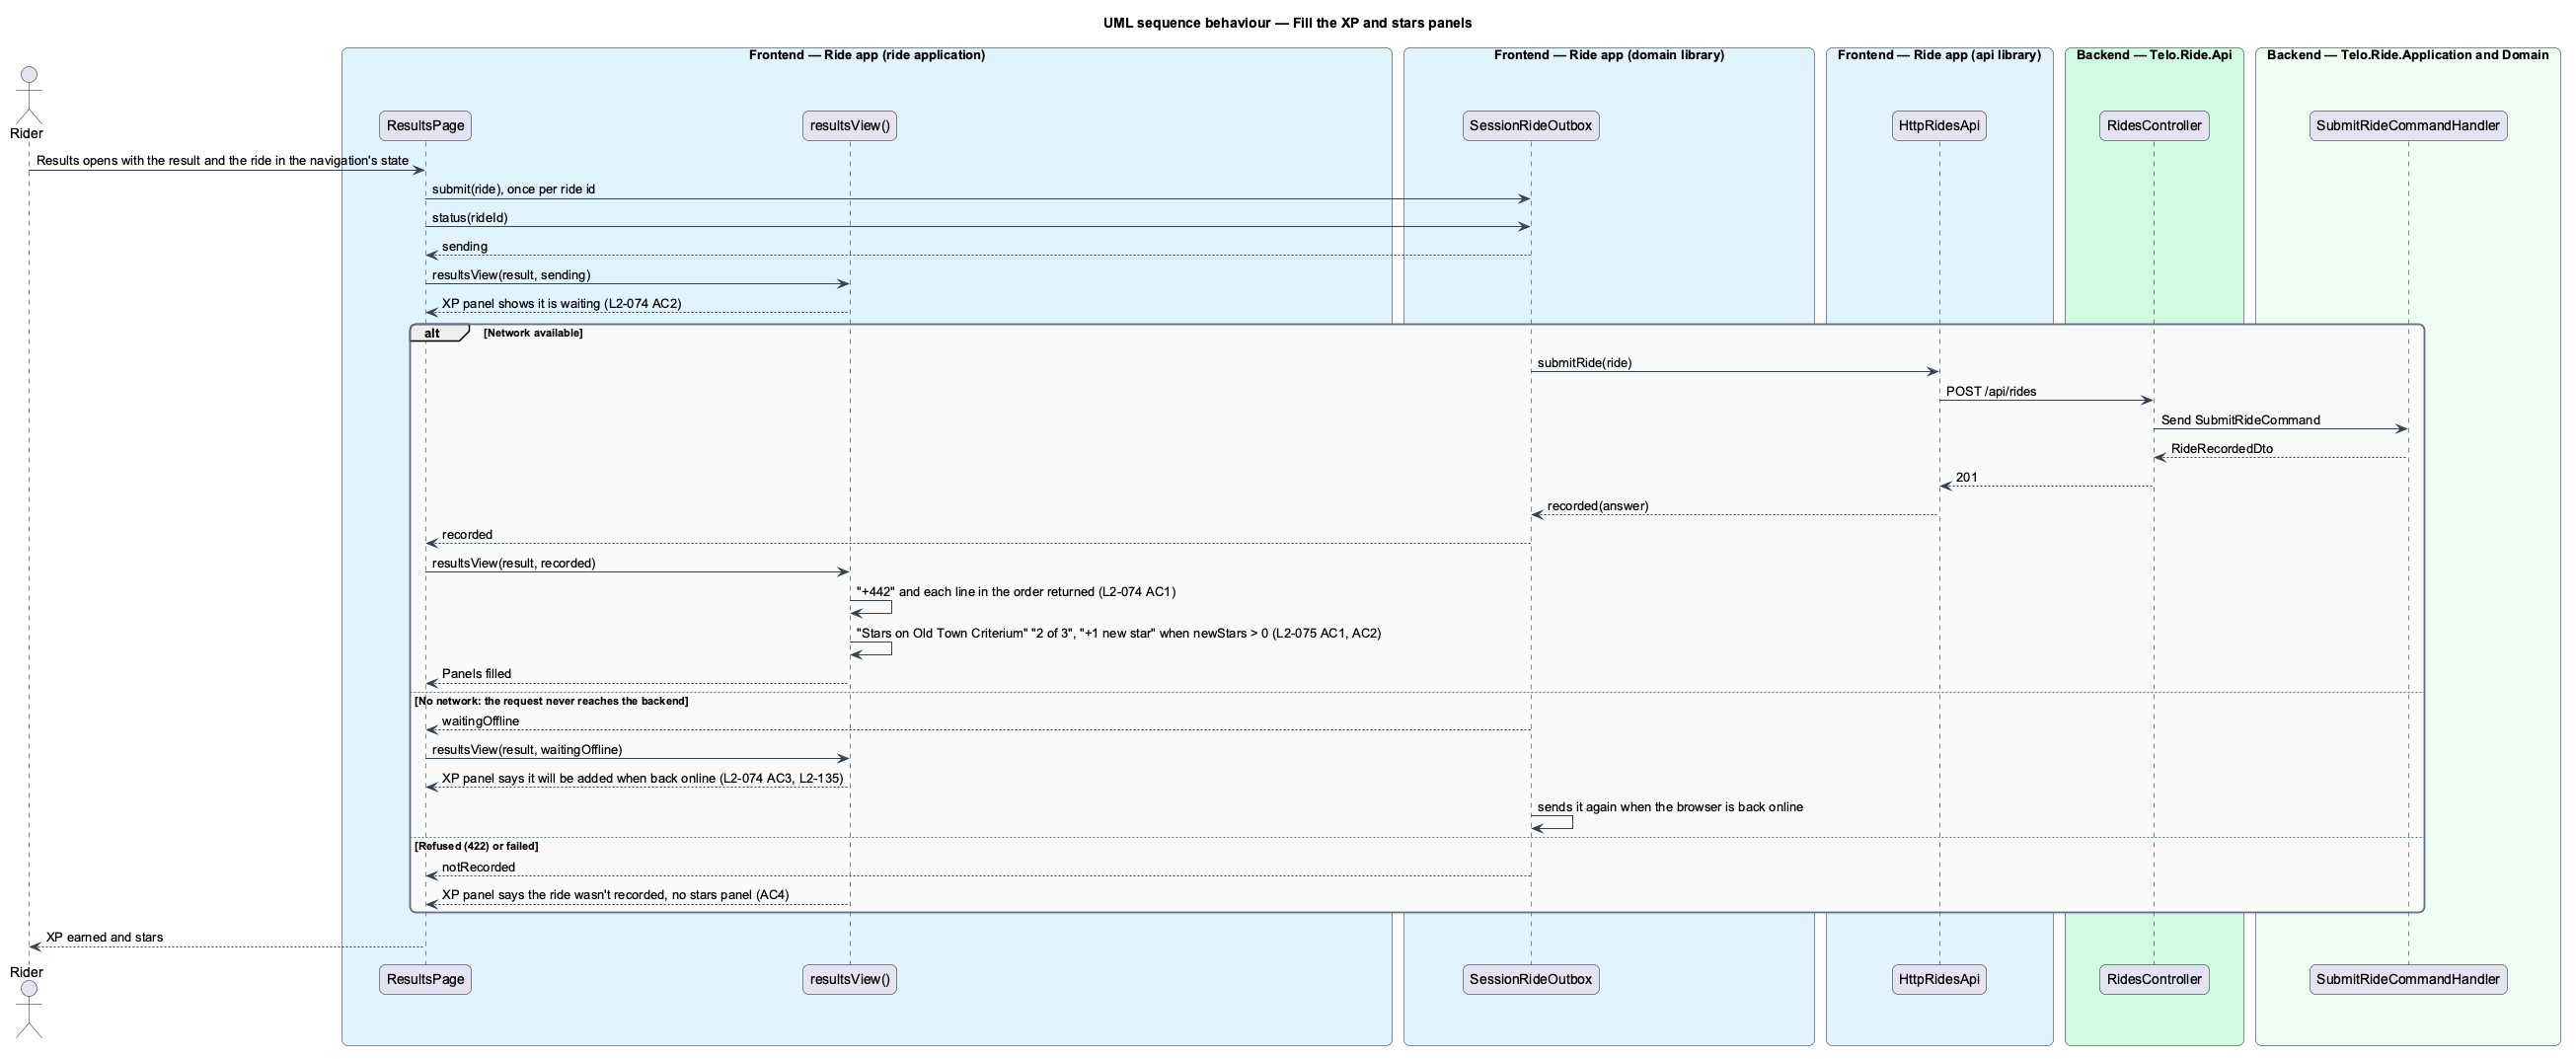 UML sequence behaviour — Fill the XP and stars panels
Frontend — Ride app (ride application)
Frontend — Ride app (domain library)
Frontend — Ride app (api library)
Backend — Telo.Ride.Api
Backend — Telo.Ride.Application and Domain
Rider
ResultsPage
resultsView()
SessionRideOutbox
HttpRidesApi
RidesController
SubmitRideCommandHandler
Results opens with the result and the ride in the navigation's state
submit(ride), once per ride id
status(rideId)
sending
resultsView(result, sending)
XP panel shows it is waiting (L2-074 AC2)
alt
[Network available]
submitRide(ride)
POST /api/rides
Send SubmitRideCommand
RideRecordedDto
201
recorded(answer)
recorded
resultsView(result, recorded)
"+442" and each line in the order returned (L2-074 AC1)
"Stars on Old Town Criterium" "2 of 3", "+1 new star" when newStars > 0 (L2-075 AC1, AC2)
Panels filled
[No network: the request never reaches the backend]
waitingOffline
resultsView(result, waitingOffline)
XP panel says it will be added when back online (L2-074 AC3, L2-135)
sends it again when the browser is back online
[Refused (422) or failed]
notRecorded
XP panel says the ride wasn't recorded, no stars panel (AC4)
XP earned and stars
Rider
ResultsPage
resultsView()
SessionRideOutbox
HttpRidesApi
RidesController
SubmitRideCommandHandler